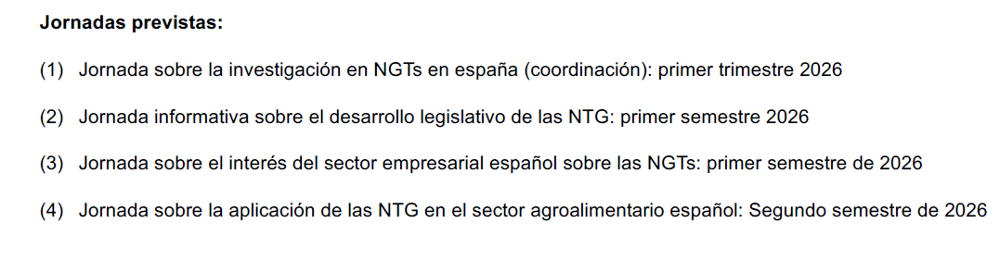 Jornadas previstas:
(1) Jornada sobre la investigación en NGTs en españa (coordinación): primer trimestre 2026
(2) Jornada informativa sobre el desarrollo legislativo de las NTG: primer semestre 2026
(3) Jornada sobre el interés del sector empresarial español sobre las NGTs: primer semestre de 2026
(4) Jornada sobre la aplicación de las NTG en el sector agroalimentario español: Segundo semestre de 2026